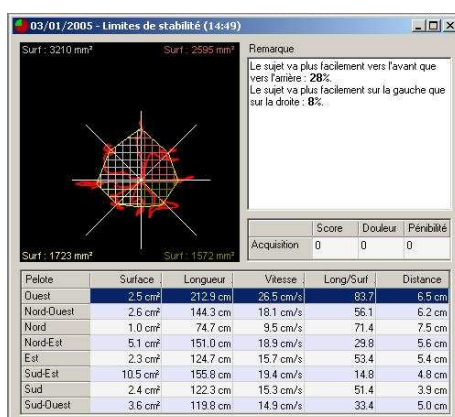 03/01/2005 - Limites de stabilité (14:49)
Surf : 3210 mm² Surf : 2595 mm²
Remarque
Le sujet va plus facilement vers l'avant que
vers l'arrière : 28%.
Le sujet va plus facilement sur la gauche que
sur la droite : 8%.
Surf : 1723 mm² Surf : 1572 mm²
Score Douleur Pénibilité
Acquisition 0 0 0
Pelote Surface Longueur Vitesse Long/Surf Distance
Ouest 2.5 cm² 212.9 cm 26.5 cm/s 83.7 6.5 cm
Nord-Ouest 2.6 cm² 144.3 cm 18.1 cm/s 56.1 6.2 cm
Nord 1.0 cm² 74.7 cm 9.5 cm/s 71.4 7.5 cm
Nord-Est 5.1 cm² 151.0 cm 18.9 cm/s 29.8 5.6 cm
Est 2.3 cm² 124.7 cm 15.7 cm/s 53.4 5.4 cm
Sud-Est 10.5 cm² 155.8 cm 19.4 cm/s 14.8 4.8 cm
Sud 2.4 cm² 122.3 cm 15.3 cm/s 51.4 3.9 cm
Sud-Ouest 3.6 cm² 119.8 cm 14.9 cm/s 33.4 5.0 cm